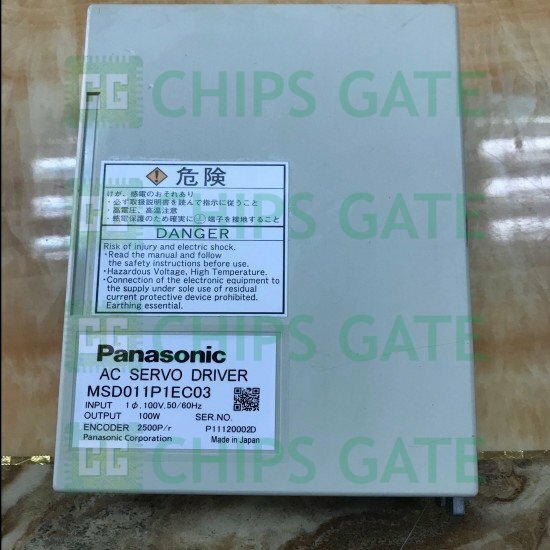 CHIPS GATE
危険
けが、感電のおそれあり
・必ず取扱説明書を読んで指示に従うこと
・高電圧、高温注意
・感電保護のため確実に⏚端子を接地すること
DANGER
Risk of injury and electric shock.
・Read the manual and follow
the safety instructions before use.
・Hazardous Voltage, High Temperature.
・Connection of the electronic equipment to
the supply under sole use of residual
current protective device prohibited.
Earthing essential.
CHIPS GATE
Panasonic
AC SERVO DRIVER
MSD011P1EC03
INPUT 1ϕ, 100V, 50/60Hz
OUTPUT 100W SER.NO.
ENCODER 2500P/r P11120002D
Panasonic Corporation Made in Japan
CHIPS GATE